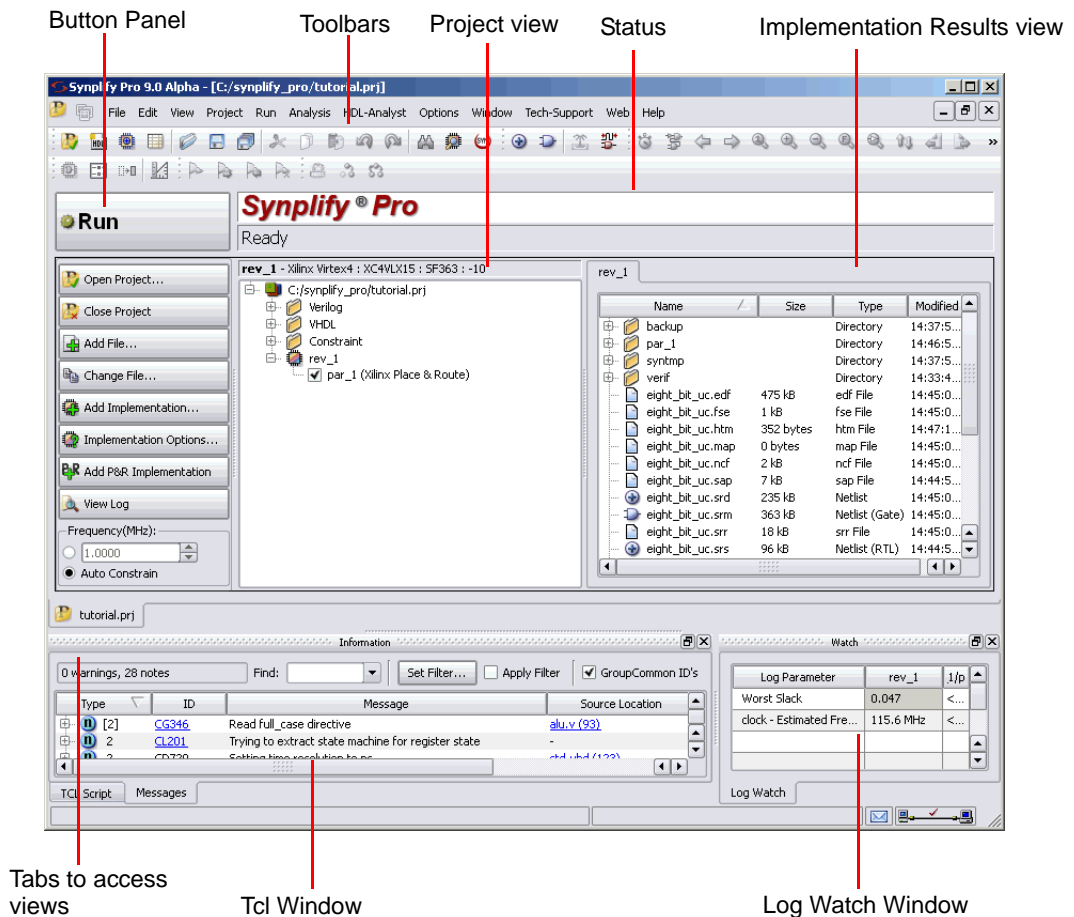 Button Panel
Toolbars
Project view
Status
Implementation Results view
Synplify Pro 9.0 Alpha - [C:/synplify_pro/tutorial.prj]
File Edit View Project Run Analysis HDL-Analyst Options Window Tech-Support Web Help
Run
Synplify ® Pro
Ready
Open Project...
Close Project
Add File...
Change File...
Add Implementation...
Implementation Options...
P&R Add P&R Implementation
View Log
Frequency(MHz):
1.0000
Auto Constrain
rev_1 - Xilinx Virtex4 : XC4VLX15 : SF363 : -10
C:/synplify_pro/tutorial.prj
Verilog
VHDL
Constraint
rev_1
par_1 (Xilinx Place & Route)
rev_1
Name Size Type Modified
backup Directory 14:37:5...
par_1 Directory 14:46:5...
syntmp Directory 14:37:5...
verif Directory 14:33:4...
eight_bit_uc.edf 475 kB edf File 14:45:0...
eight_bit_uc.fse 1 kB fse File 14:45:0...
eight_bit_uc.htm 352 bytes htm File 14:47:1...
eight_bit_uc.map 0 bytes map File 14:45:0...
eight_bit_uc.ncf 2 kB ncf File 14:45:0...
eight_bit_uc.sap 7 kB sap File 14:44:5...
eight_bit_uc.srd 235 kB Netlist 14:45:0...
eight_bit_uc.srm 363 kB Netlist (Gate) 14:45:0...
eight_bit_uc.srr 18 kB srr File 14:45:0...
eight_bit_uc.srs 96 kB Netlist (RTL) 14:44:5...
tutorial.prj
Information
0 warnings, 28 notes Find: Set Filter... Apply Filter GroupCommon ID's
Type ID Message Source Location
n [2] CG346 Read full_case directive alu.v (93)
n 2 CL201 Trying to extract state machine for register state -
n 2 CD720 Setting time resolution to ps std.vhd (123)
TCL Script Messages
Watch
Log Parameter rev_1 1/p
Worst Slack 0.047 <...
clock - Estimated Fre... 115.6 MHz <...
Log Watch
Tabs to access
views
Tcl Window
Log Watch Window